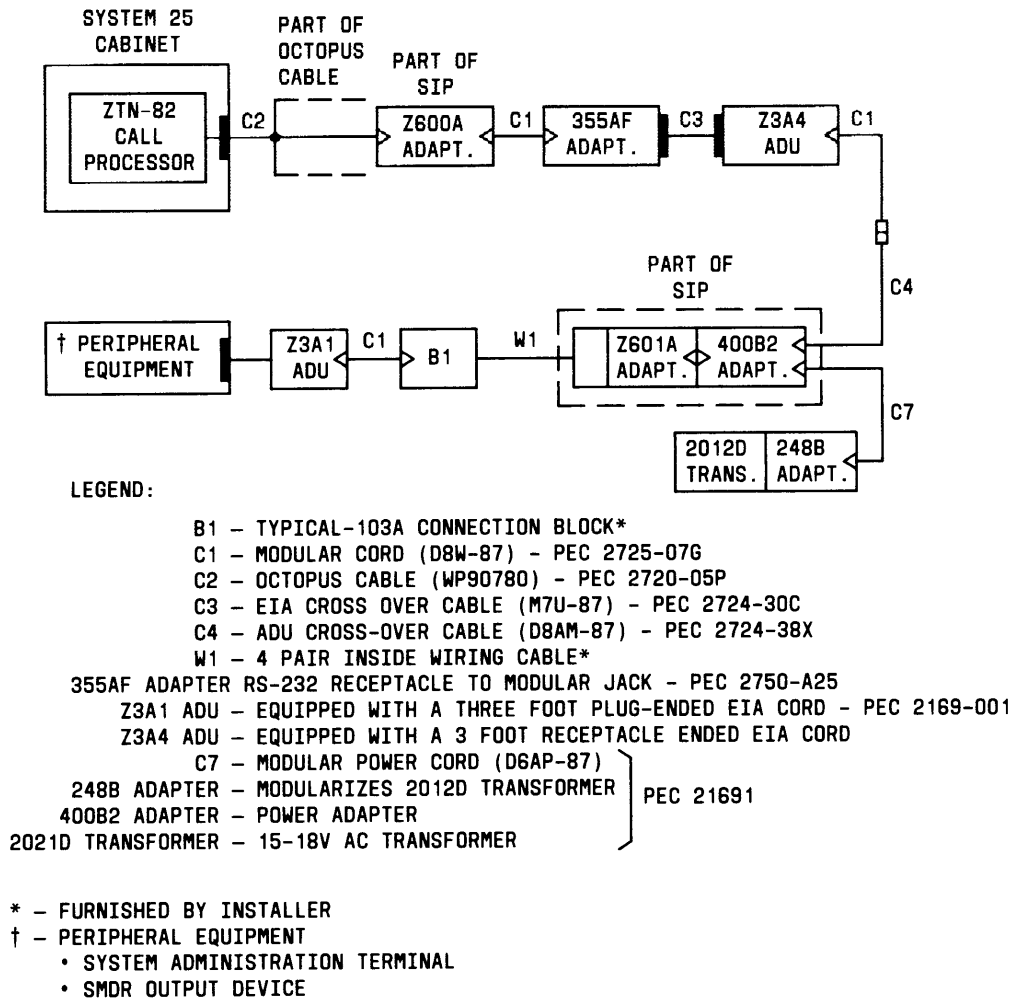 SYSTEM 25
CABINET
PART OF
OCTOPUS
CABLE
PART OF
SIP
ZTN-82
CALL
PROCESSOR
C2
Z600A
ADAPT.
C1
355AF
ADAPT.
C3
Z3A4
ADU
C1
C4
PART OF
SIP
† PERIPHERAL
EQUIPMENT
Z3A1
ADU
C1
B1
W1
Z601A
ADAPT.
400B2
ADAPT.
C7
2012D
TRANS.
248B
ADAPT.
LEGEND:
B1 – TYPICAL-103A CONNECTION BLOCK*
C1 – MODULAR CORD (D8W-87) - PEC 2725-07G
C2 – OCTOPUS CABLE (WP90780) - PEC 2720-05P
C3 – EIA CROSS OVER CABLE (M7U-87) - PEC 2724-30C
C4 – ADU CROSS-OVER CABLE (D8AM-87) - PEC 2724-38X
W1 – 4 PAIR INSIDE WIRING CABLE*
355AF ADAPTER RS-232 RECEPTACLE TO MODULAR JACK - PEC 2750-A25
Z3A1 ADU – EQUIPPED WITH A THREE FOOT PLUG-ENDED EIA CORD - PEC 2169-001
Z3A4 ADU – EQUIPPED WITH A 3 FOOT RECEPTACLE ENDED EIA CORD
C7 – MODULAR POWER CORD (D6AP-87)
248B ADAPTER – MODULARIZES 2012D TRANSFORMER
PEC 21691
400B2 ADAPTER – POWER ADAPTER
2021D TRANSFORMER – 15-18V AC TRANSFORMER
* – FURNISHED BY INSTALLER
† – PERIPHERAL EQUIPMENT
• SYSTEM ADMINISTRATION TERMINAL
• SMDR OUTPUT DEVICE